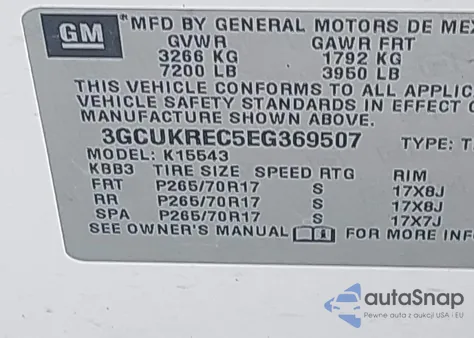 GM
MFD BY GENERAL MOTORS DE MEX
GVWR GAWR FRT
3266 KG 1792 KG
7200 LB 3950 LB
THIS VEHICLE CONFORMS TO ALL APPLICA
VEHICLE SAFETY STANDARDS IN EFFECT O
MANUFACTURE SHOWN ABOVE.
3GCUKREC5EG369507 TYPE: T
MODEL: K15543
KBB3 TIRE SIZE SPEED RTG RIM
FRT P265/70R17 S 17X8J
RR P265/70R17 S 17X8J
SPA P265/70R17 S 17X7J
SEE OWNER'S MANUAL FOR MORE INF
autaSnap
Pewne auta z aukcji USA i EU